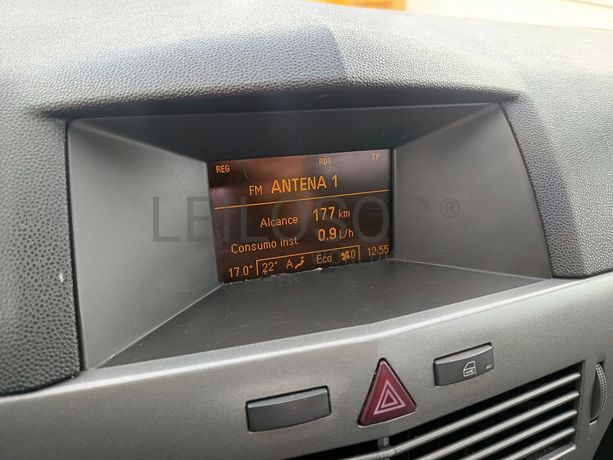 REG RDS TP
FM ANTENA 1
Alcance 177 km
Consumo inst. 0.9 L/h
17.0° 22° A Eco 0 12:55
LEILOSOC®